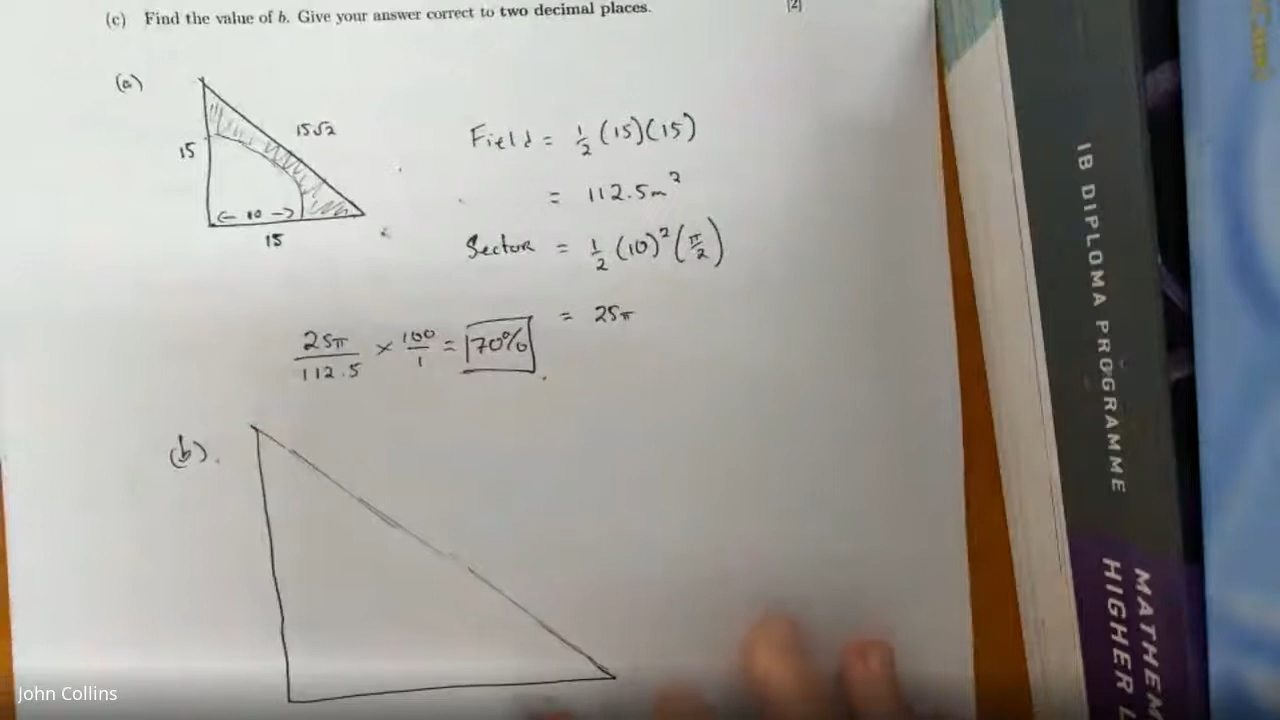 (c) Find the value of b. Give your answer correct to two decimal places.
[2]
(a)
15√2
15
← 10 →
15
Field = 1/2 (15)(15)
= 112.5m²
Sector = 1/2 (10)² (π/2)
= 25π
25π/112.5 × 100/1 = 70%
(b).
IB DIPLOMA PROGRAMME
MATHEM
HIGHER L
John Collins